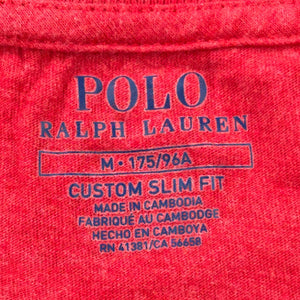 POLO
RALPH LAUREN
M • 175/96A
CUSTOM SLIM FIT
MADE IN CAMBODIA
FABRIQUÉ AU CAMBODGE
HECHO EN CAMBOYA
RN 41381/CA 56658